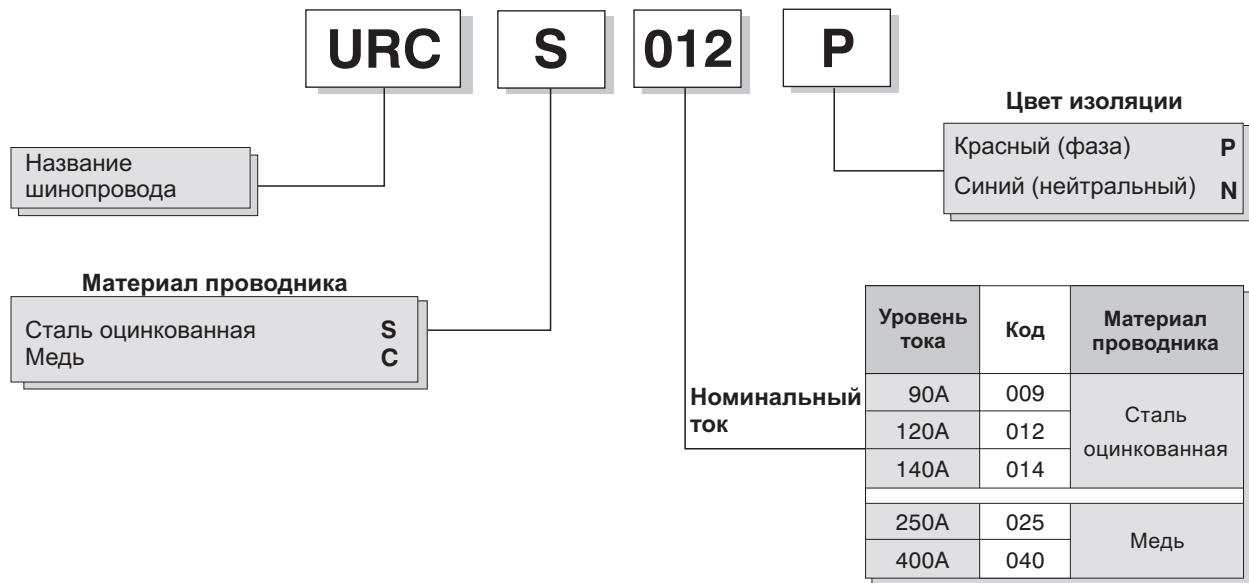 URC S 012 P
Цвет изоляции
Красный (фаза) P
Синий (нейтральный) N
Название
шинопровода
Материал проводника
Сталь оцинкованная S
Медь C
Номинальный
ток
Уровень
тока
Код
Материал
проводника
90A 009
120A 012
140A 014
Сталь
оцинкованная
250A 025
400A 040
Медь